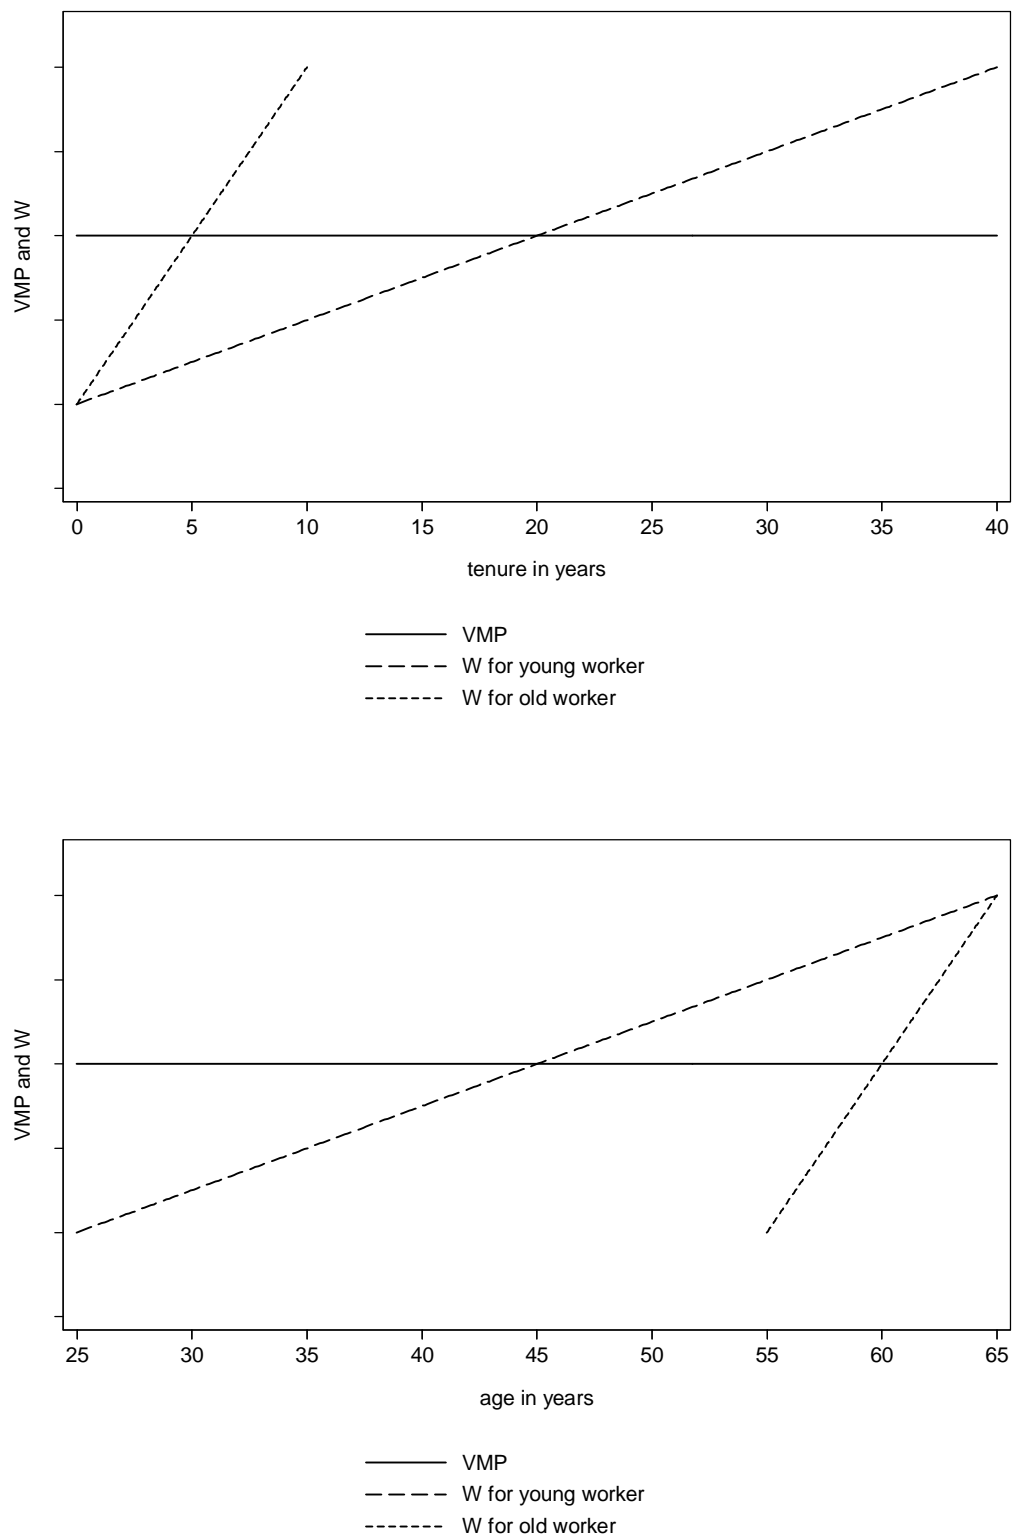 VMP and W
0 5 10 15 20 25 30 35 40
tenure in years
VMP
W for young worker
W for old worker
VMP and W
25 30 35 40 45 50 55 60 65
age in years
VMP
W for young worker
W for old worker